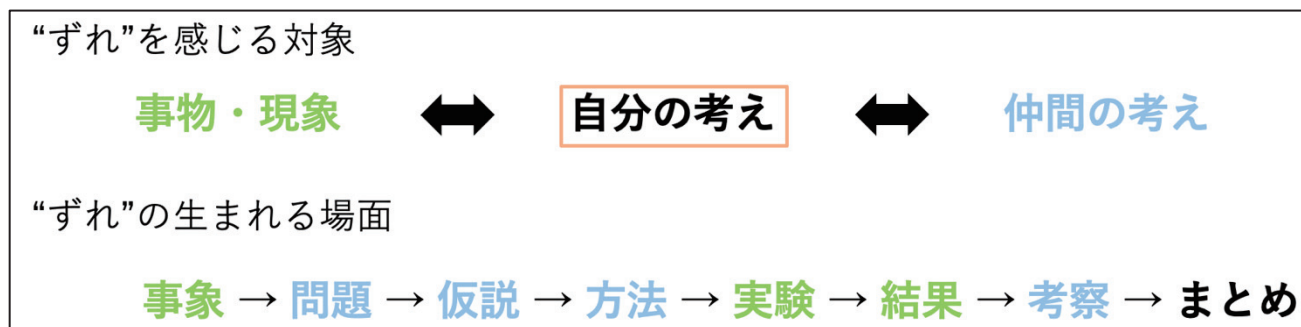 “ずれ”を感じる対象
事物・現象 ⬌ 自分の考え ⬌ 仲間の考え
“ずれ”の生まれる場面
事象 → 問題 → 仮説 → 方法 → 実験 → 結果 → 考察 → まとめ